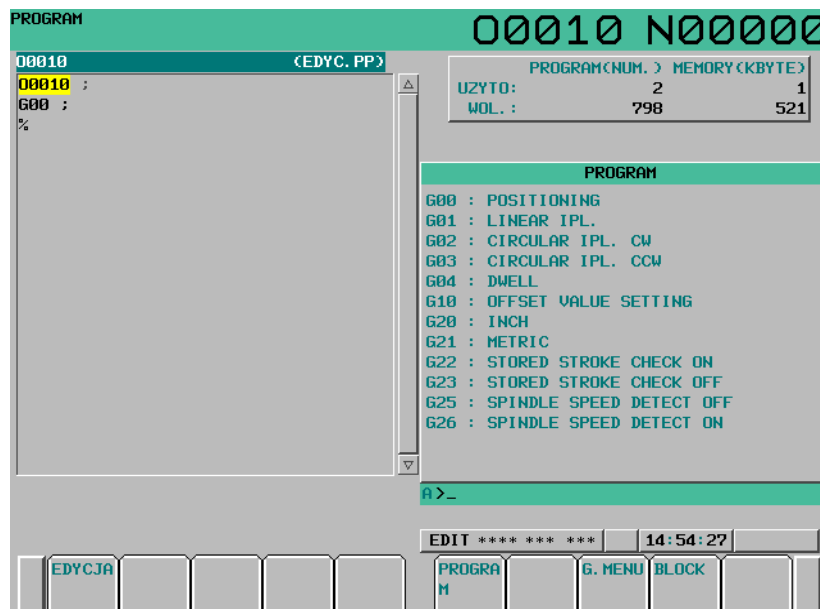 PROGRAM
O0010 N00000
O0010 (EDYC.PP)
O0010 ;
G00 ;
%
PROGRAM(NUM.) MEMORY(KBYTE)
UZYTO: 2 1
WOL.: 798 521
PROGRAM
G00 : POSITIONING
G01 : LINEAR IPL.
G02 : CIRCULAR IPL. CW
G03 : CIRCULAR IPL. CCW
G04 : DWELL
G10 : OFFSET VALUE SETTING
G20 : INCH
G21 : METRIC
G22 : STORED STROKE CHECK ON
G23 : STORED STROKE CHECK OFF
G25 : SPINDLE SPEED DETECT OFF
G26 : SPINDLE SPEED DETECT ON
A>_
EDIT **** *** *** 14:54:27
EDYCJA PROGRA G.MENU BLOCK
M